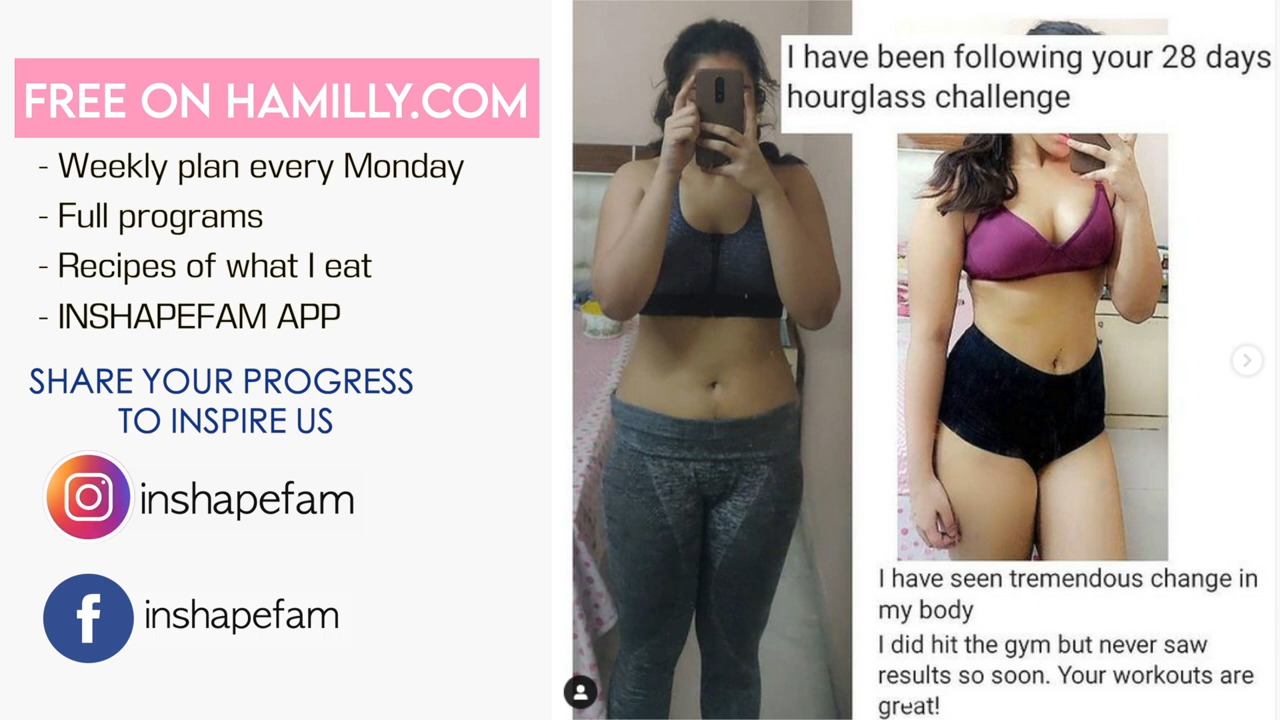 FREE ON HAMILLY.COM
- Weekly plan every Monday
- Full programs
- Recipes of what I eat
- INSHAPEFAM APP
SHARE YOUR PROGRESS
TO INSPIRE US
inshapefam
inshapefam
I have been following your 28 days
hourglass challenge
I have seen tremendous change in
my body
I did hit the gym but never saw
results so soon. Your workouts are
great!